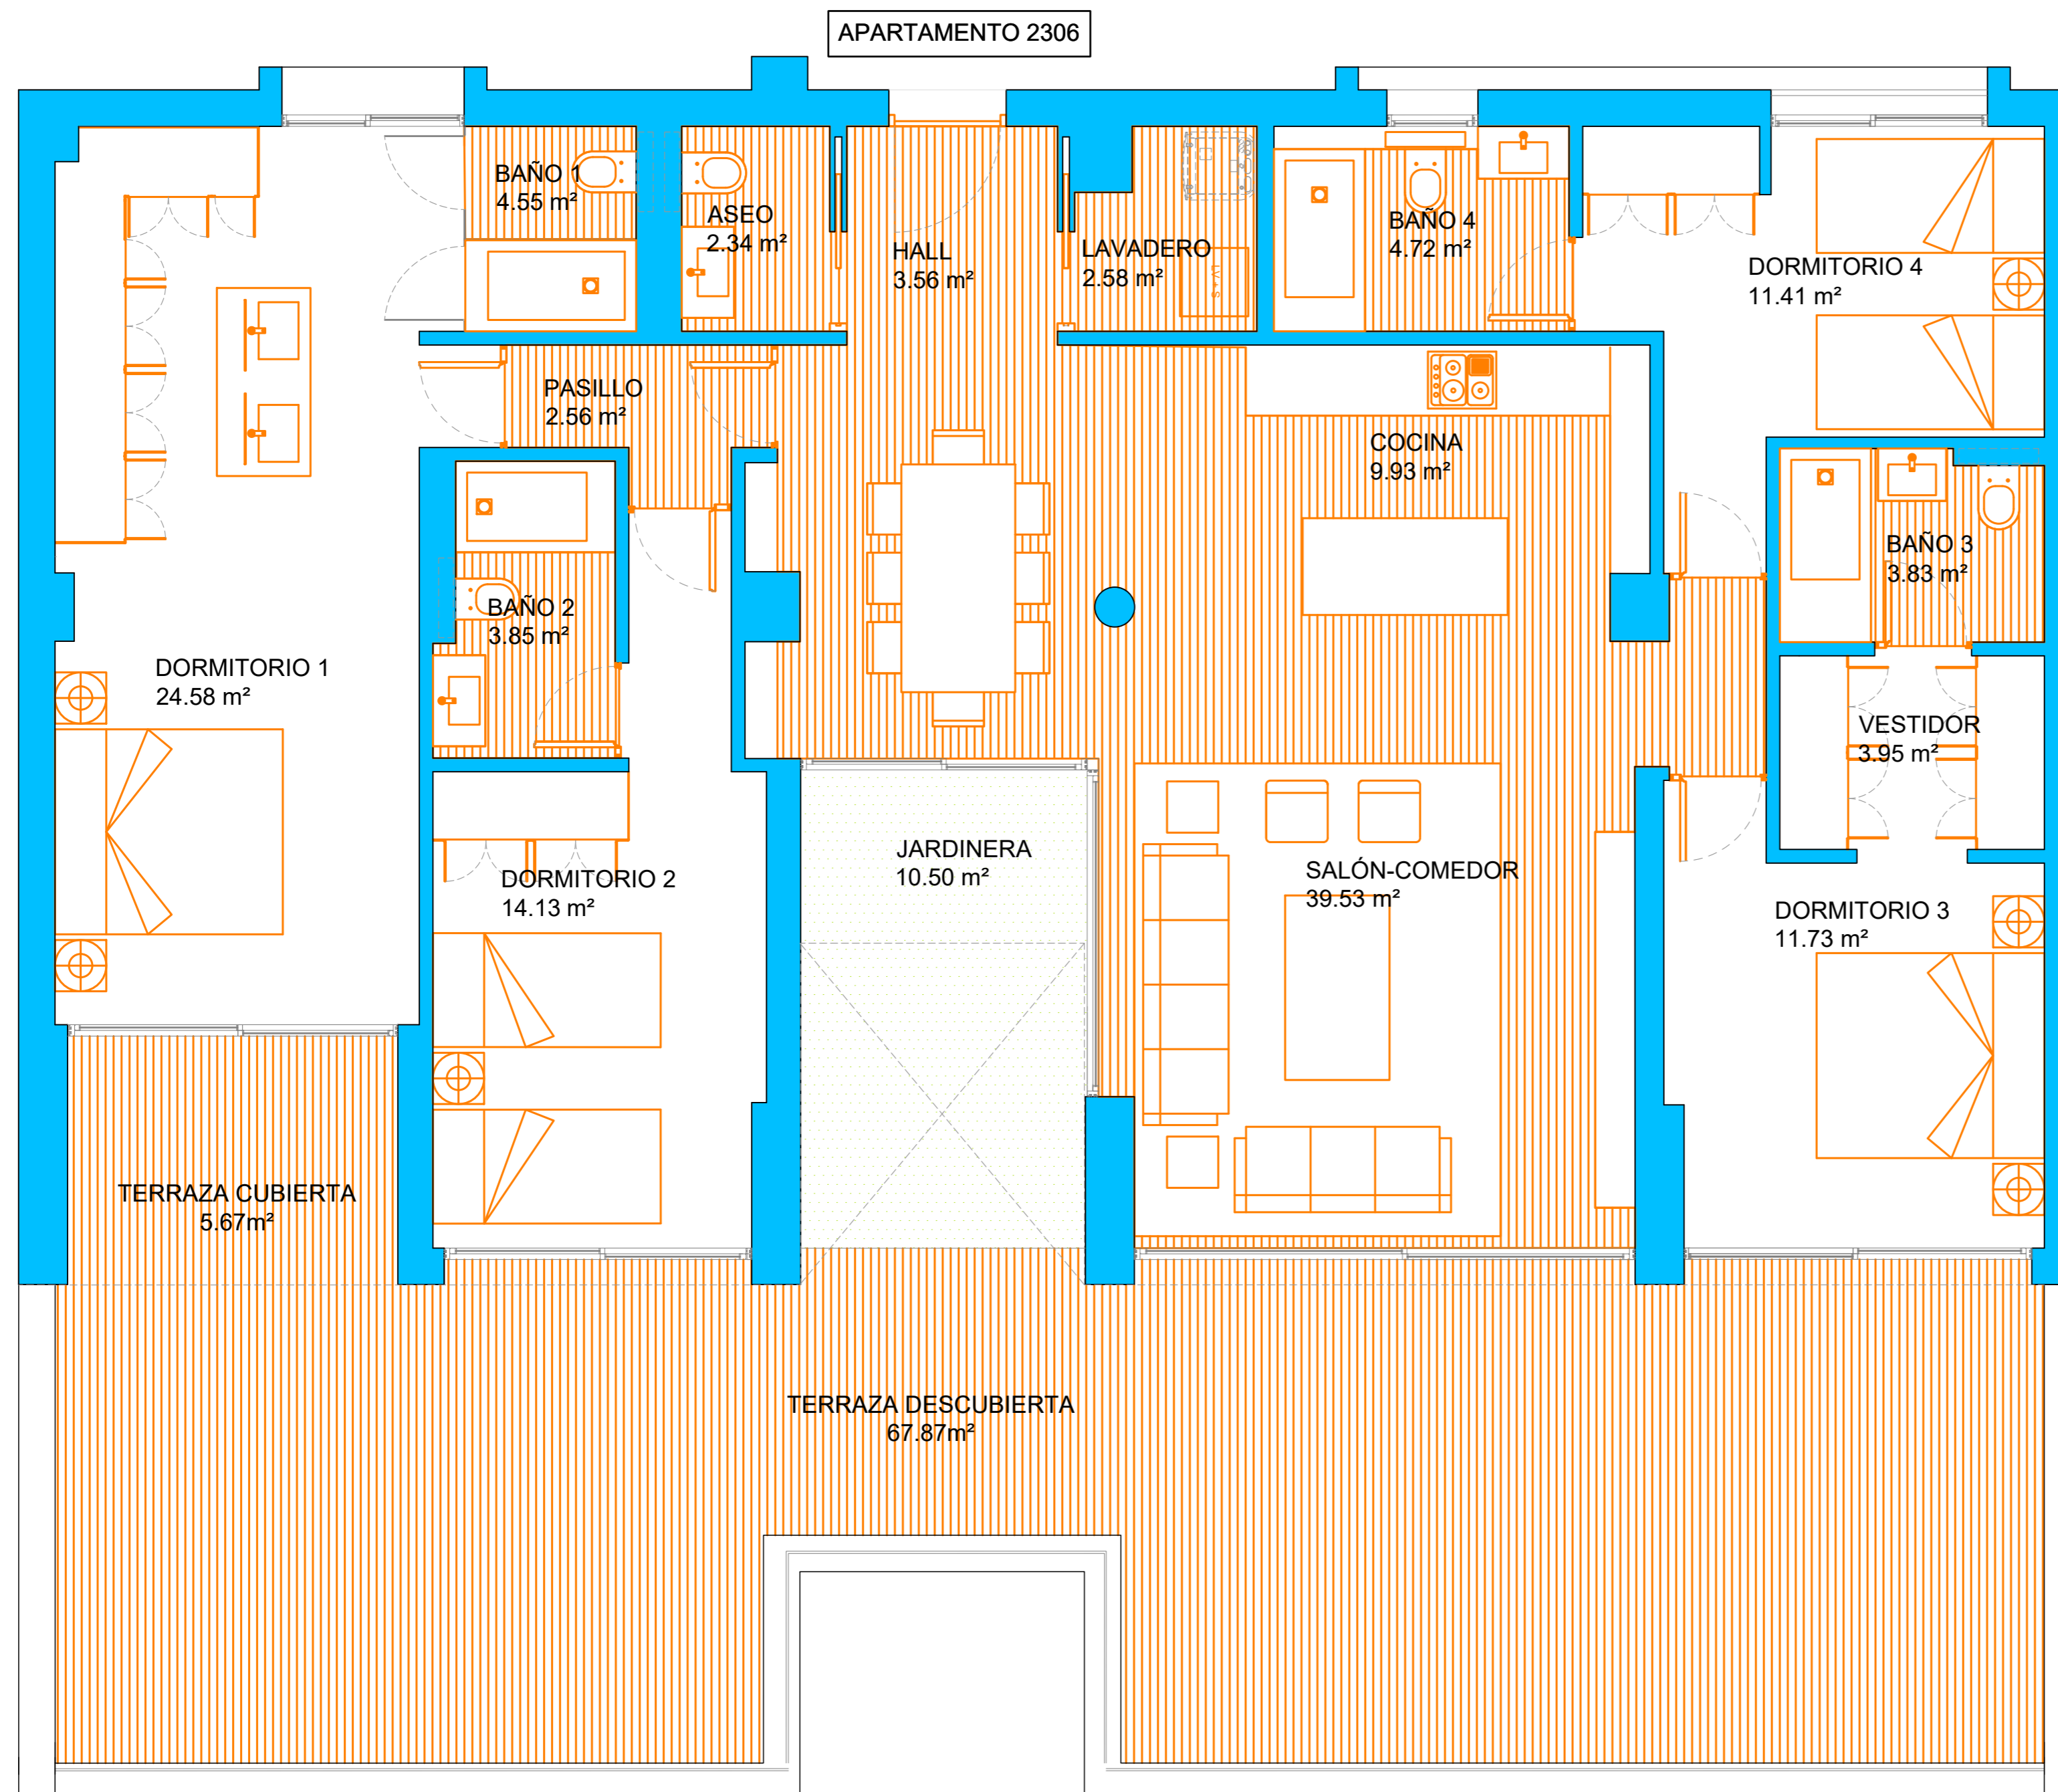 APARTAMENTO 2306
BAÑO 1
4.55 m²
ASEO
2.34 m²
HALL
3.56 m²
LAVADERO
2.58 m²
LV+S
BAÑO 4
4.72 m²
DORMITORIO 4
11.41 m²
PASILLO
2.56 m²
COCINA
9.93 m²
BAÑO 3
3.83 m²
BAÑO 2
3.85 m²
DORMITORIO 1
24.58 m²
VESTIDOR
3.95 m²
JARDINERA
10.50 m²
SALÓN-COMEDOR
39.53 m²
DORMITORIO 2
14.13 m²
DORMITORIO 3
11.73 m²
TERRAZA CUBIERTA
5.67m²
TERRAZA DESCUBIERTA
67.87m²